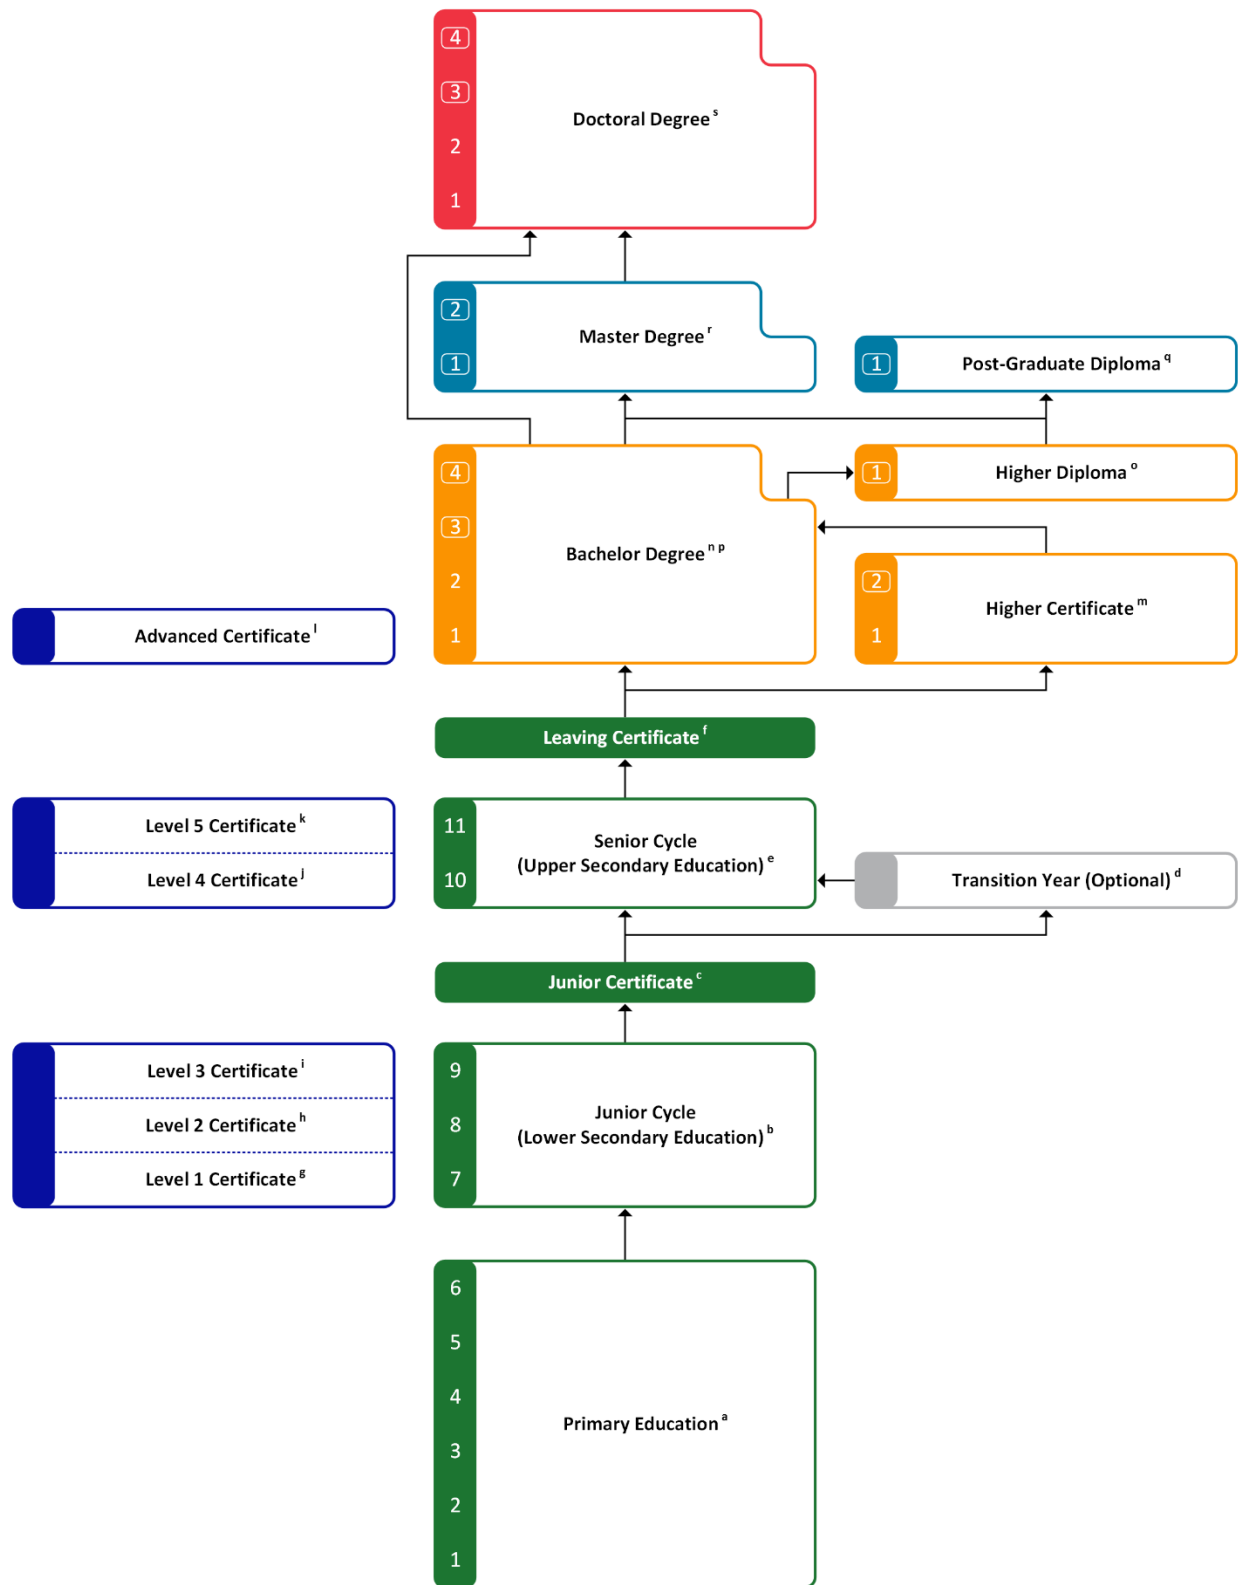 4
3
Doctoral Degree s
2
1
2
Master Degree r
1
1
Post-Graduate Diploma q
4
1
Higher Diploma o
3
Bachelor Degree n p
2
1
2
Higher Certificate m
1
Advanced Certificate l
Leaving Certificate f
Level 5 Certificate k
Level 4 Certificate j
11
Senior Cycle
(Upper Secondary Education) e
10
Transition Year (Optional) d
Junior Certificate c
Level 3 Certificate i
Level 2 Certificate h
Level 1 Certificate g
9
Junior Cycle
8
(Lower Secondary Education) b
7
6
5
4
Primary Education a
3
2
1